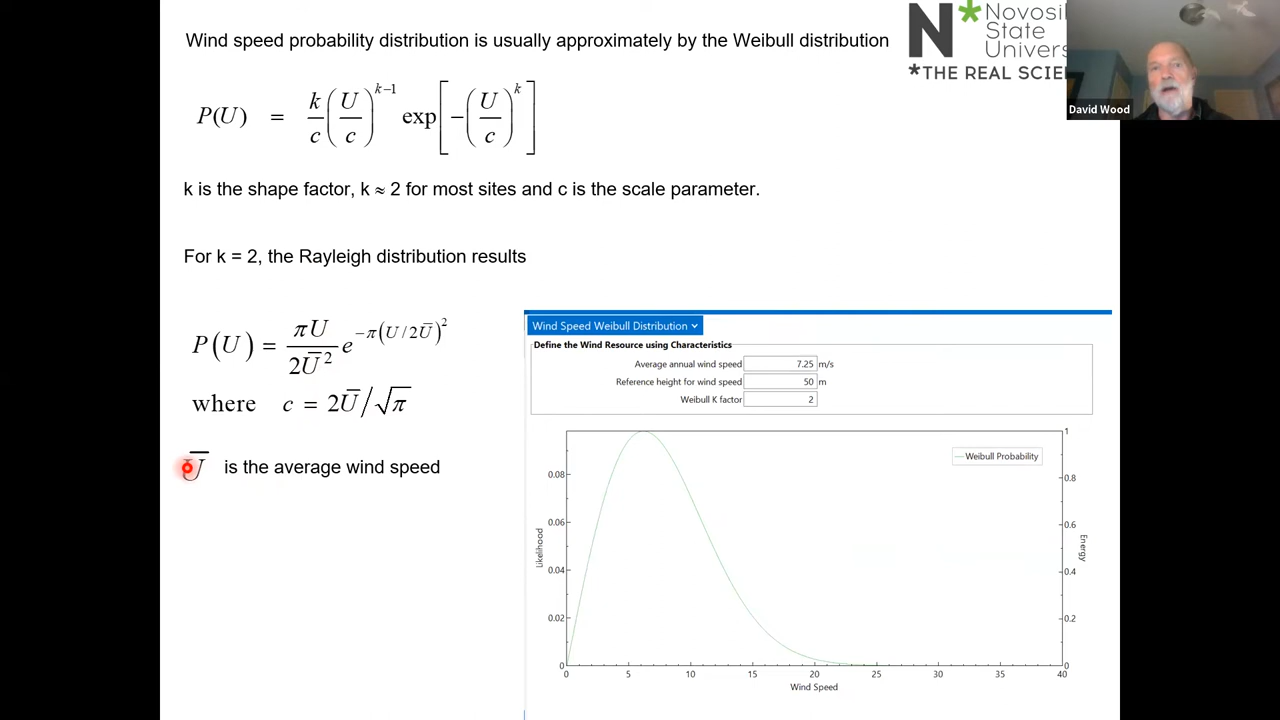 Wind speed probability distribution is usually approximately by the Weibull distribution
N*
Novosi
State
Univers
*THE REAL SCIE
David Wood
P(U) = k/c (U/c)^(k−1) exp[−(U/c)^k]
k is the shape factor, k ≈ 2 for most sites and c is the scale parameter.
For k = 2, the Rayleigh distribution results
P(U) = πU/2Ū² e^(−π(U/2Ū)²)
where c = 2Ū/√π
Ū is the average wind speed
Wind Speed Weibull Distribution
Define the Wind Resource using Characteristics
Average annual wind speed 7.25 m/s
Reference height for wind speed 50 m
Weibull K factor 2
Weibull Probability
Likelihood
0.08
0.06
0.04
0.02
0
1
0.8
0.6
0.4
0.2
0
Energy
0 5 10 15 20 25 30 35 40
Wind Speed